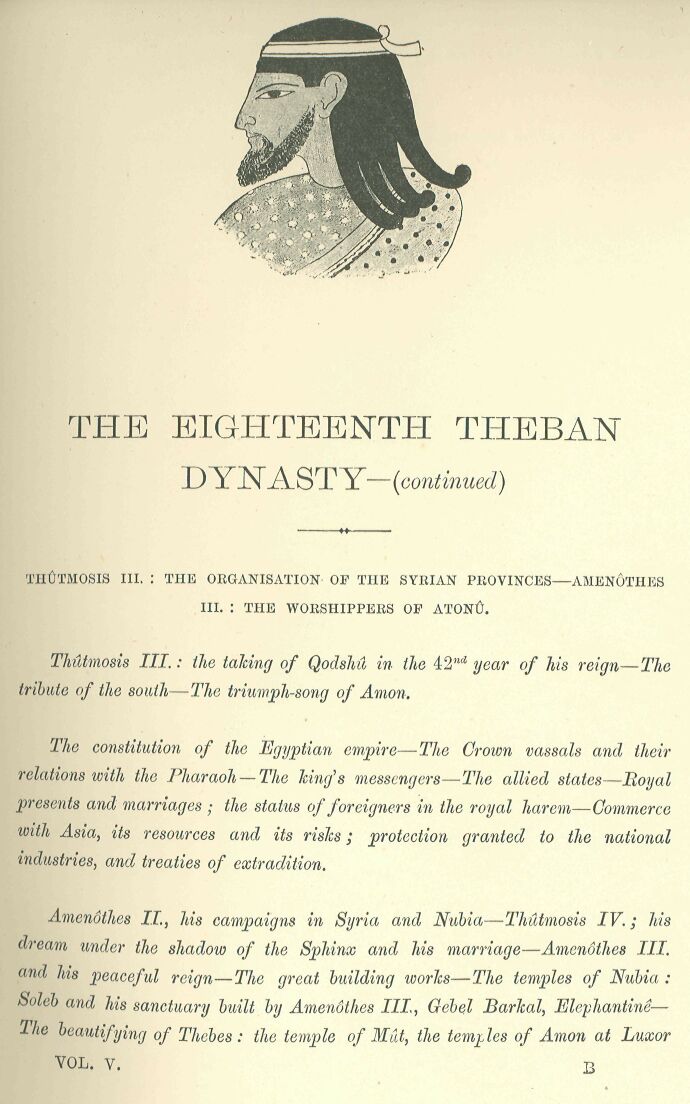 THE EIGHTEENTH THEBAN
DYNASTY—(continued)
THÛTMOSIS III. : THE ORGANISATION OF THE SYRIAN PROVINCES—AMENÔTHES
III. : THE WORSHIPPERS OF ATONÛ.
Thûtmosis III.: the taking of Qodshû in the 42nd year of his reign—The
tribute of the south—The triumph-song of Amon.
The constitution of the Egyptian empire—The Crown vassals and their
relations with the Pharaoh—The king's messengers—The allied states—Royal
presents and marriages ; the status of foreigners in the royal harem—Commerce
with Asia, its resources and its risks ; protection granted to the national
industries, and treaties of extradition.
Amenôthes II., his campaigns in Syria and Nubia—Thûtmosis IV. ; his
dream under the shadow of the Sphinx and his marriage—Amenôthes III.
and his peaceful reign—The great building works—The temples of Nubia :
Soleb and his sanctuary built by Amenôthes III., Gebel Barkal, Elephantinê—
The beautifying of Thebes : the temple of Mût, the temples of Amon at Luxor
VOL. V. B